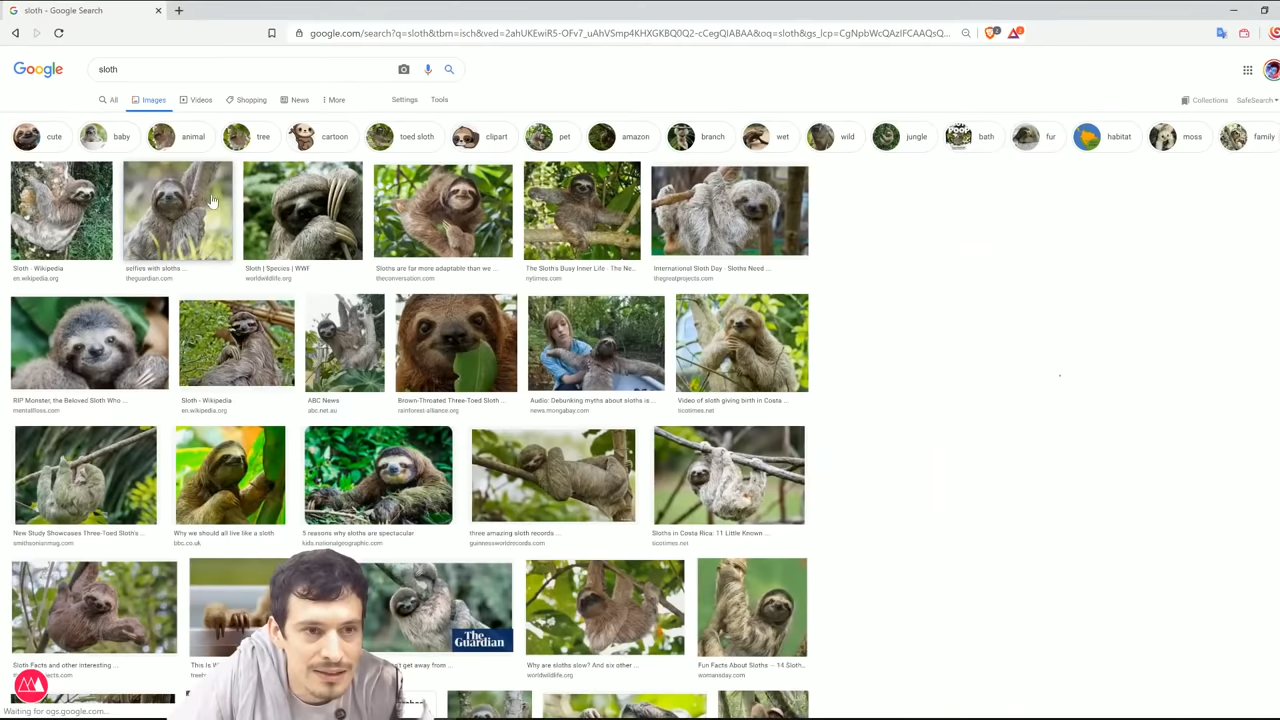 sloth - Google Search
google.com/search?q=sloth&tbm=isch&ved=2ahUKEwiR5-OFv7_uAhVSmp4KHXGKBQ0Q2-cCegQIABAA&oq=sloth&gs_lcp=CgNpbWcQAzIFCAAQsQ...
Google
sloth
All Images Videos Shopping News More Settings Tools Collections SafeSearch
cute baby animal tree cartoon toed sloth clipart pet amazon branch wet wild jungle bath fur habitat moss family
Sloth - Wikipedia
en.wikipedia.org
selfies with sloths ...
theguardian.com
Sloth | Species | WWF
worldwildlife.org
Sloths are far more adaptable than we ...
theconversation.com
The Sloth's Busy Inner Life - The Ne...
nytimes.com
International Sloth Day - Sloths Need ...
thegreatprojects.com
RIP Monster, the Beloved Sloth Who ...
mentalfloss.com
Sloth - Wikipedia
en.wikipedia.org
ABC News
abc.net.au
Brown-Throated Three-Toed Sloth ...
rainforest-alliance.org
Audio: Debunking myths about sloths is...
news.mongabay.com
Video of sloth giving birth in Costa ...
ticotimes.net
New Study Showcases Three-Toed Sloth's ...
smithsonianmag.com
Why we should all live like a sloth
bbc.co.uk
5 reasons why sloths are spectacular
kids.nationalgeographic.com
three amazing sloth records ...
guinnessworldrecords.com
Sloths in Costa Rica: 11 Little Known ...
ticotimes.net
The Guardian
Sloth Facts and other interesting ...
This Is
get away from ...
Why are sloths slow? And six other ...
worldwildlife.org
Fun Facts About Sloths -- 14 Sloth...
womansday.com
Waiting for ogs.google.com...